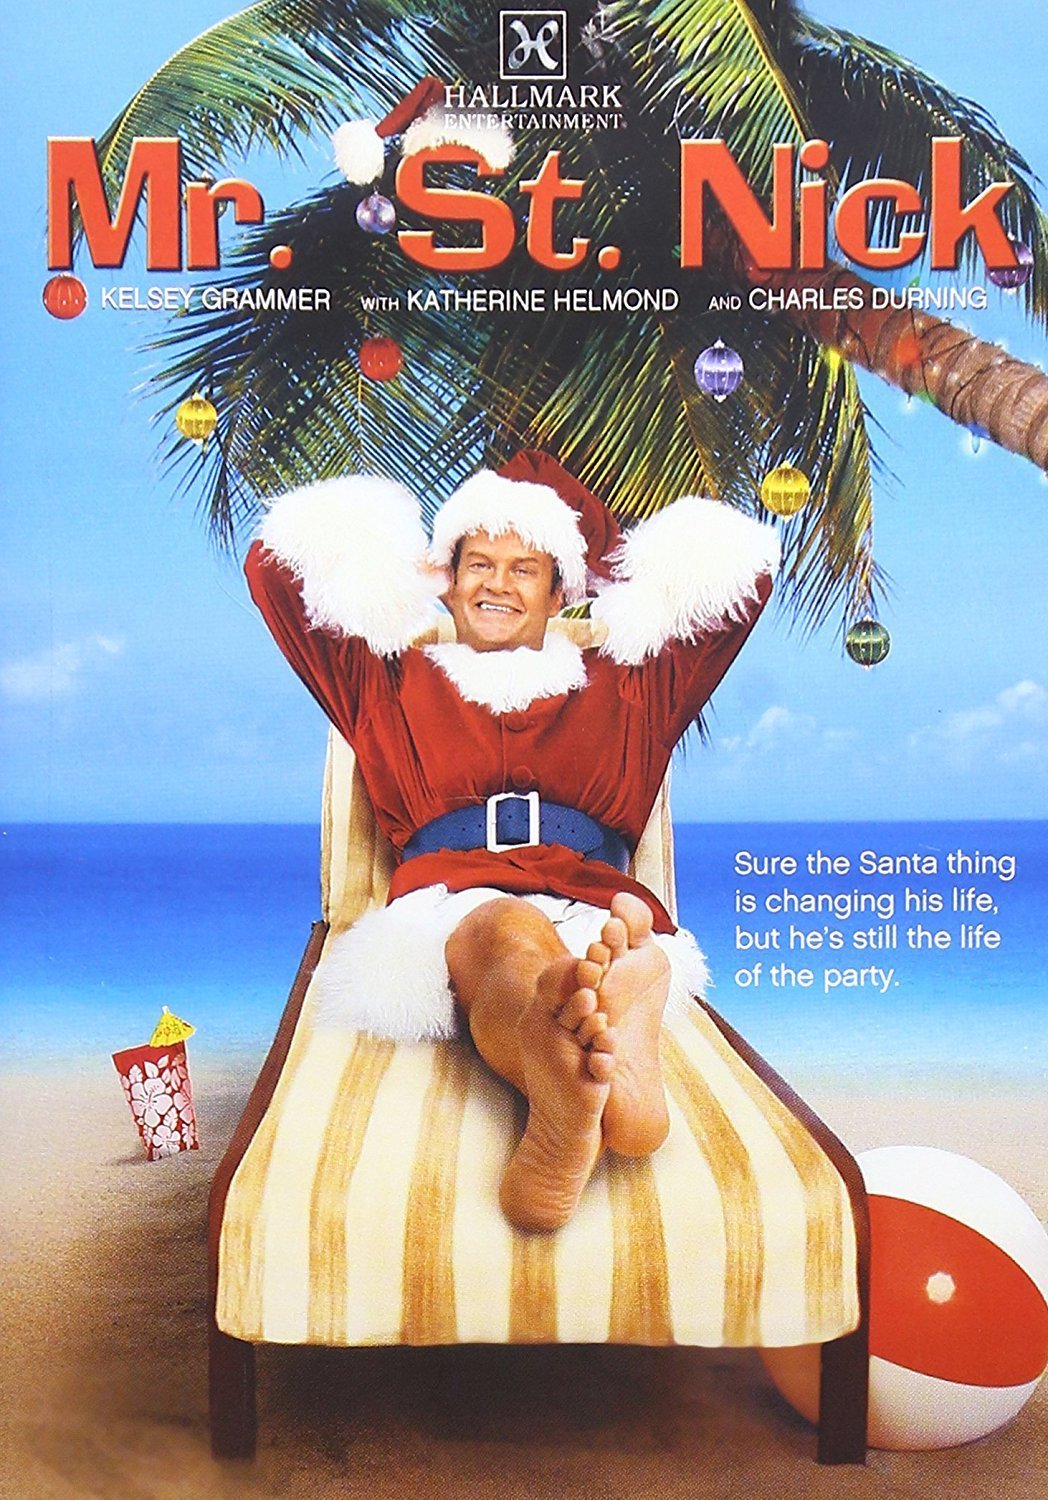 HALLMARK
ENTERTAINMENT
Mr. St. Nick
KELSEY GRAMMER WITH KATHERINE HELMOND AND CHARLES DURNING
Sure the Santa thing
is changing his life,
but he's still the life
of the party.